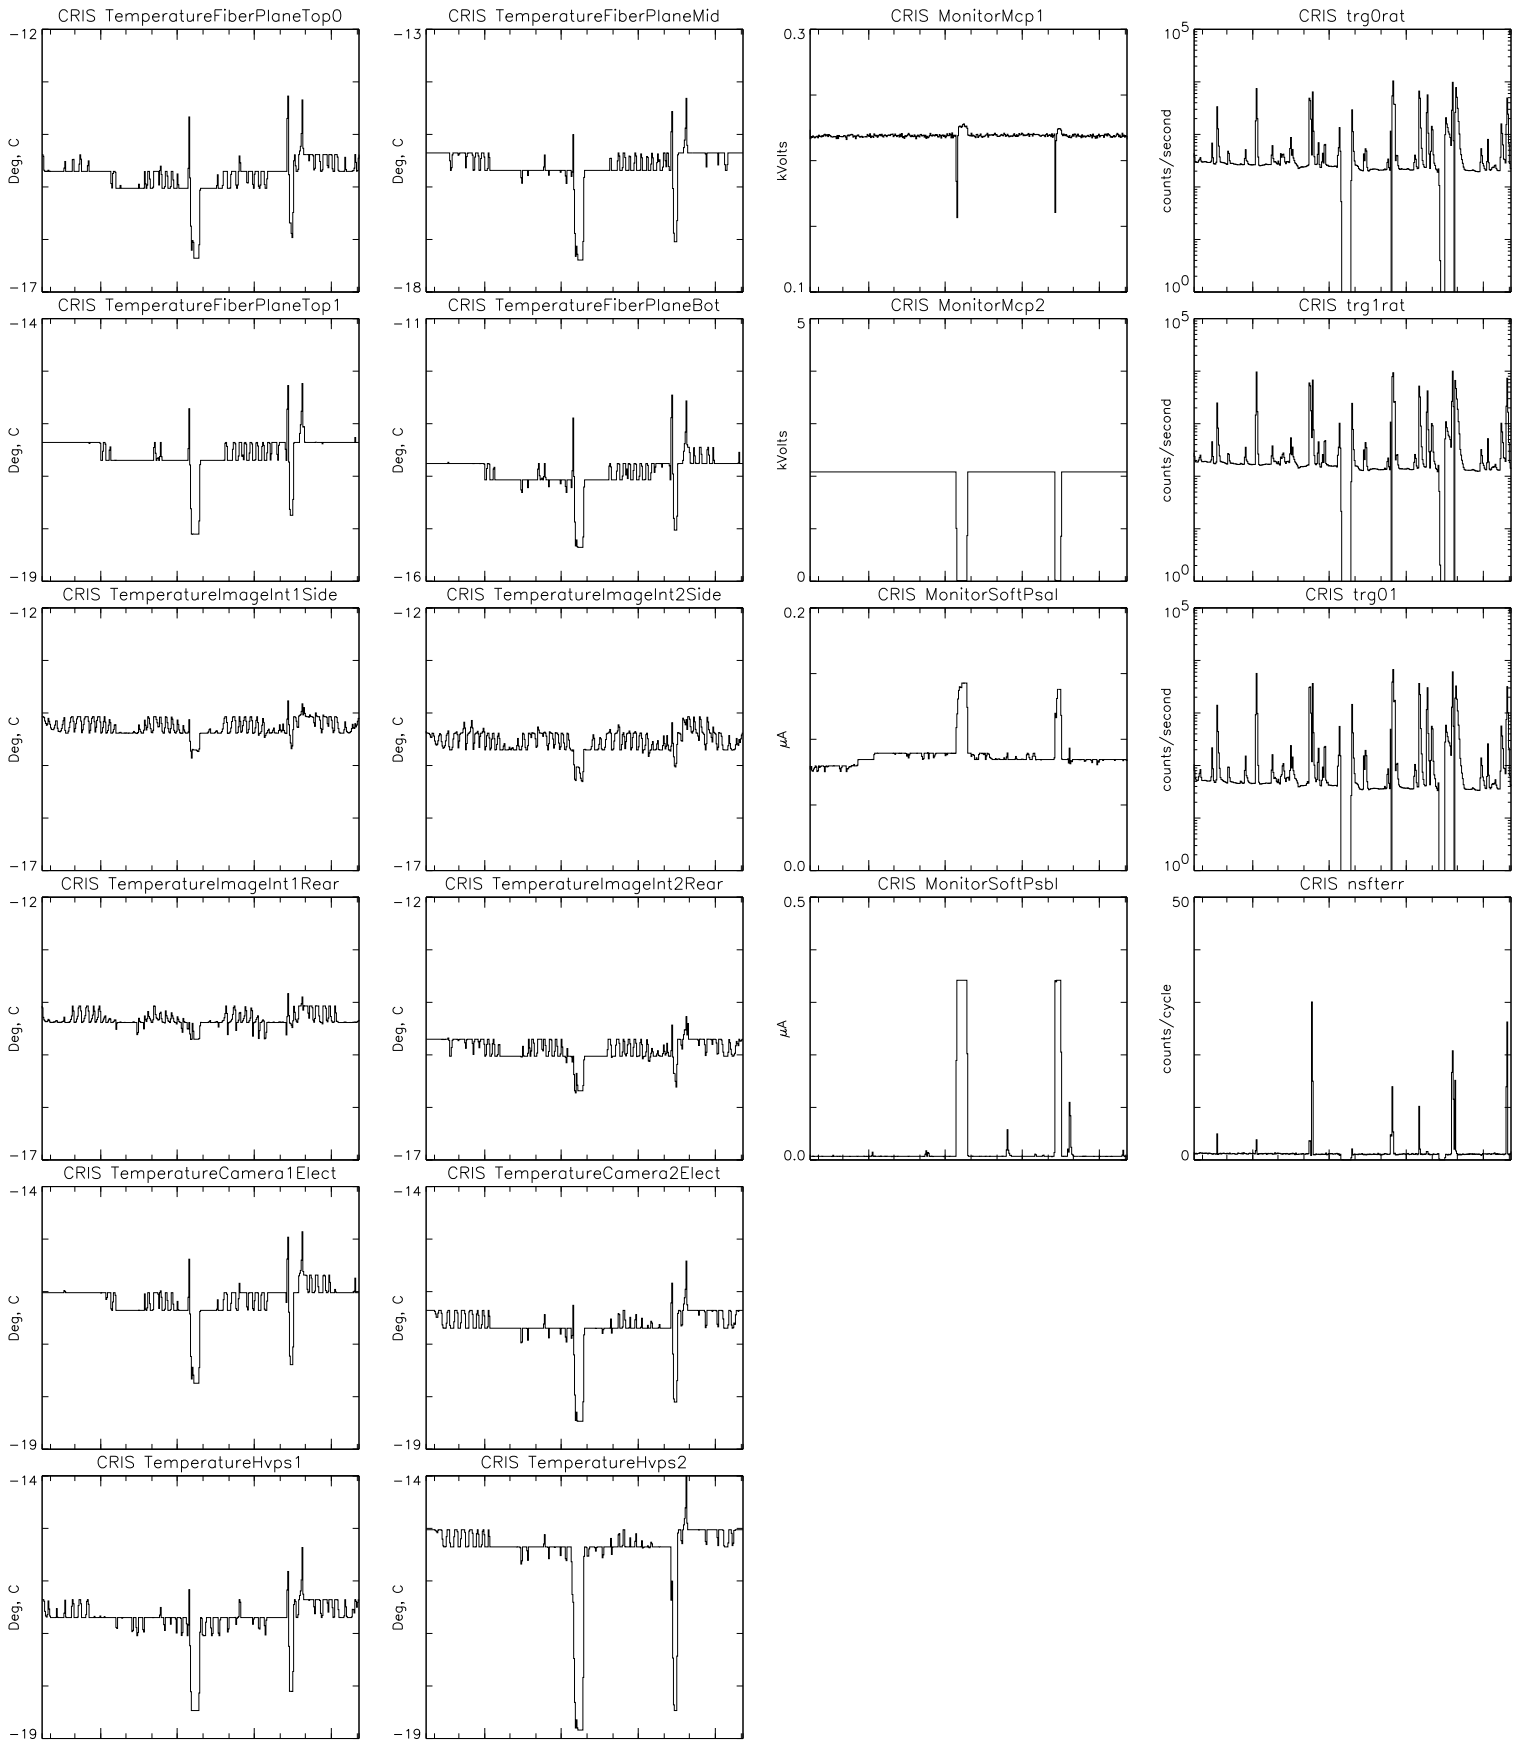 CRIS TemperatureFiberPlaneTop0
-12
Deg, C
-17
CRIS TemperatureFiberPlaneMid
-13
Deg, C
-18
CRIS MonitorMcp1
0.3
kVolts
0.1
CRIS trg0rat
10^5
counts/second
10^0
CRIS TemperatureFiberPlaneTop1
-14
Deg, C
-19
CRIS TemperatureFiberPlaneBot
-11
Deg, C
-16
CRIS MonitorMcp2
5
kVolts
0
CRIS trg1rat
10^5
counts/second
10^0
CRIS TemperatureImageInt1Side
-12
Deg, C
-17
CRIS TemperatureImageInt2Side
-12
Deg, C
-17
CRIS MonitorSoftPsaI
0.2
μA
0.0
CRIS trg01
10^5
counts/second
10^0
CRIS TemperatureImageInt1Rear
-12
Deg, C
-17
CRIS TemperatureImageInt2Rear
-12
Deg, C
-17
CRIS MonitorSoftPsbI
0.5
μA
0.0
CRIS nsfterr
50
counts/cycle
0
CRIS TemperatureCamera1Elect
-14
Deg, C
-19
CRIS TemperatureCamera2Elect
-14
Deg, C
-19
CRIS TemperatureHvps1
-14
Deg, C
-19
CRIS TemperatureHvps2
-14
Deg, C
-19